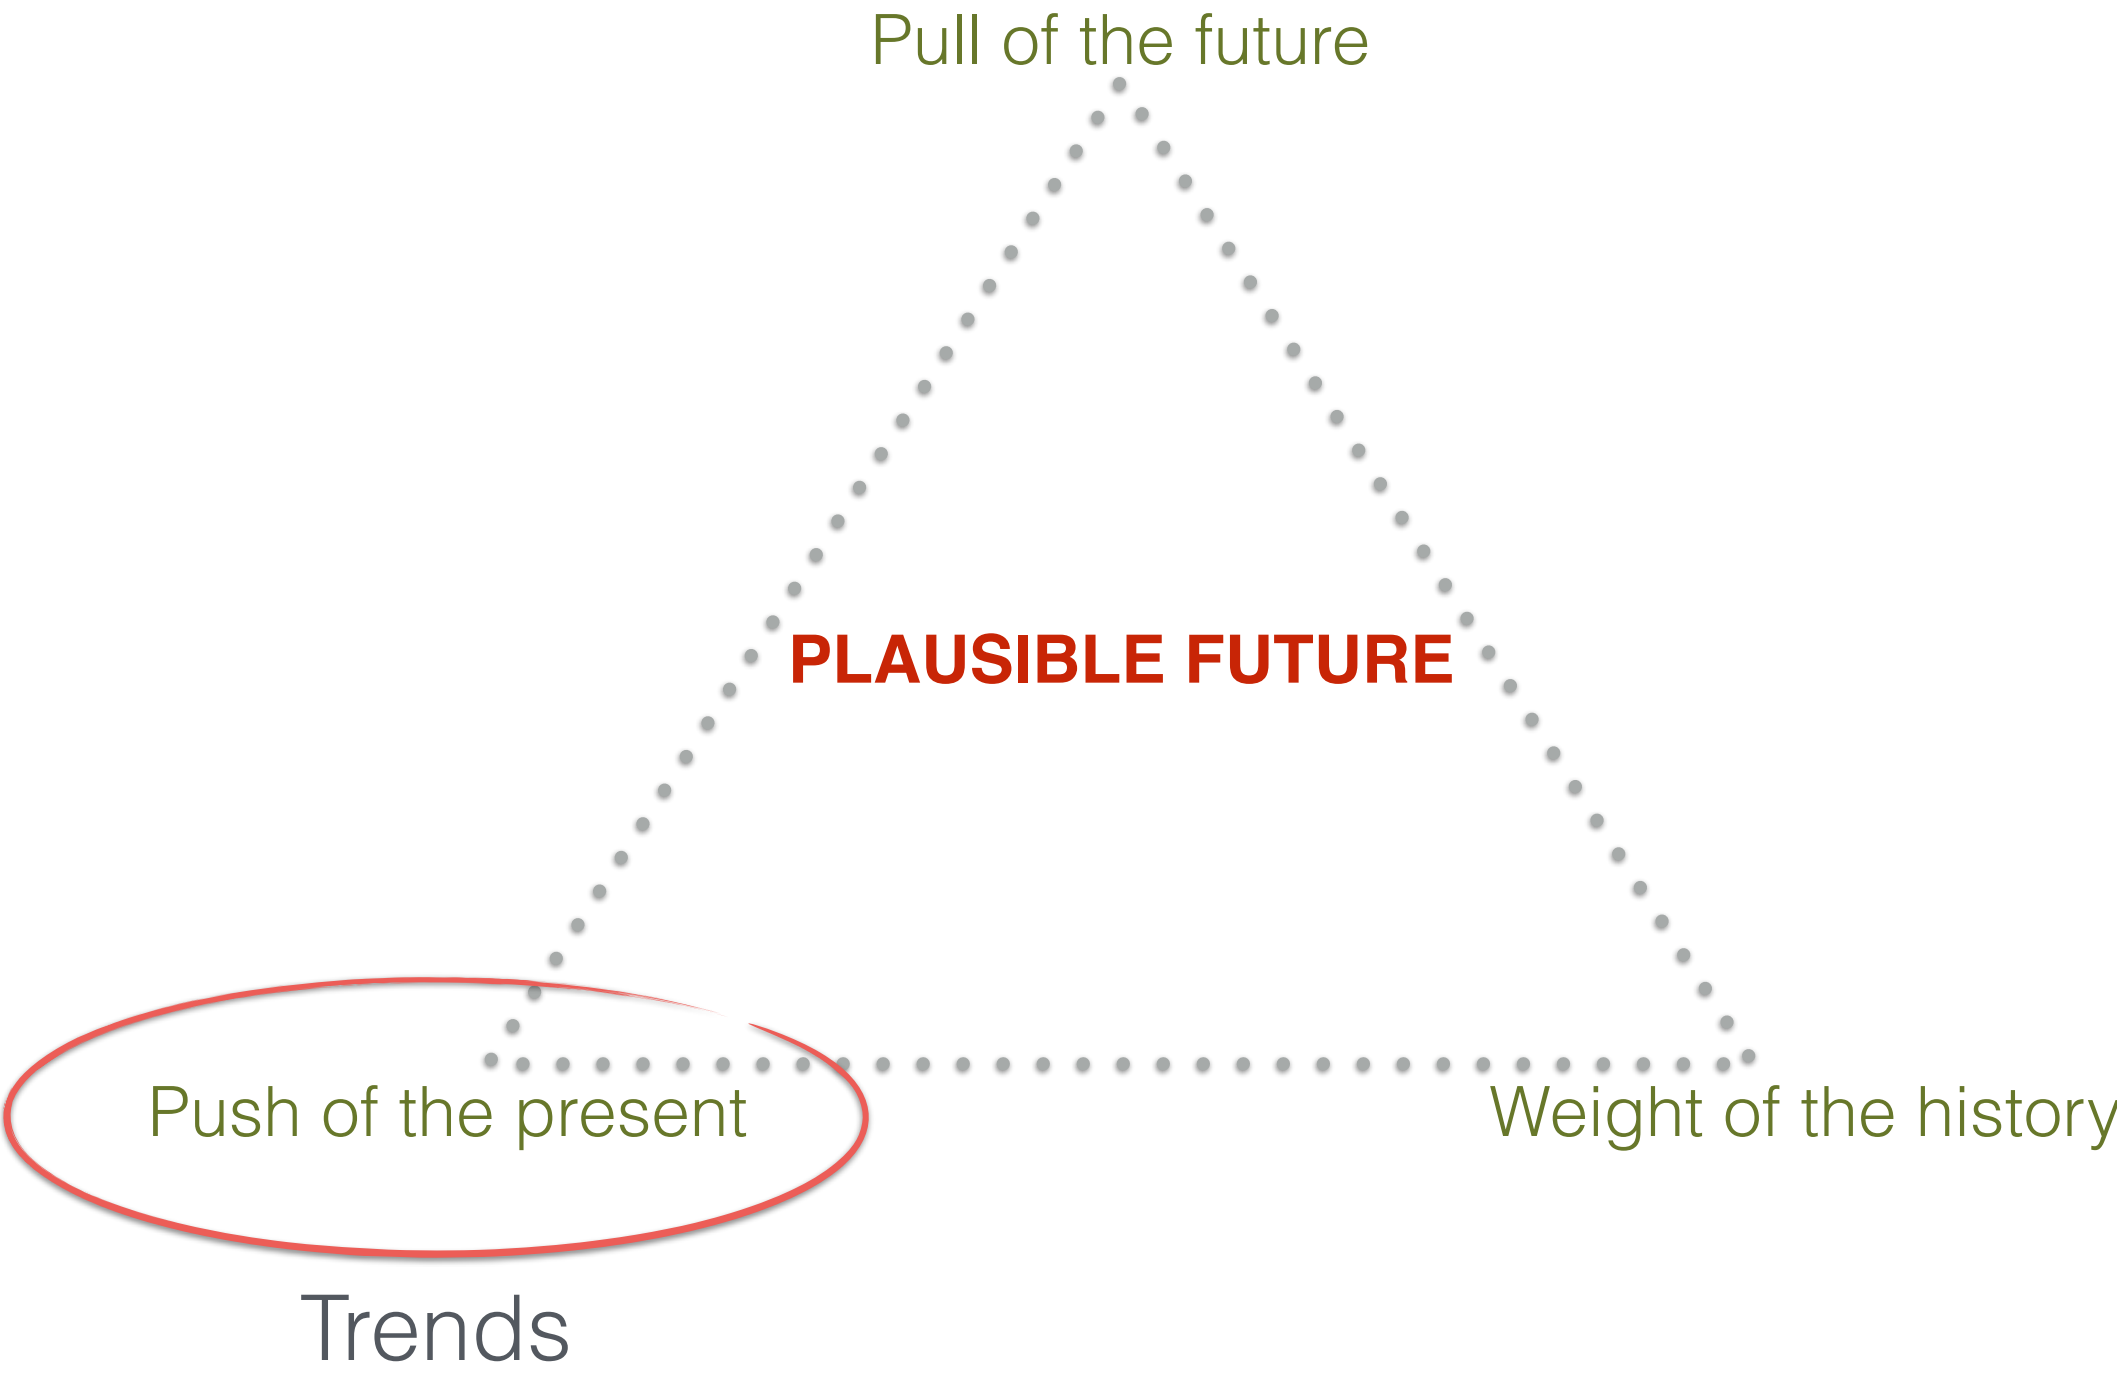 Pull of the future
PLAUSIBLE FUTURE
Push of the present
Weight of the history
Trends